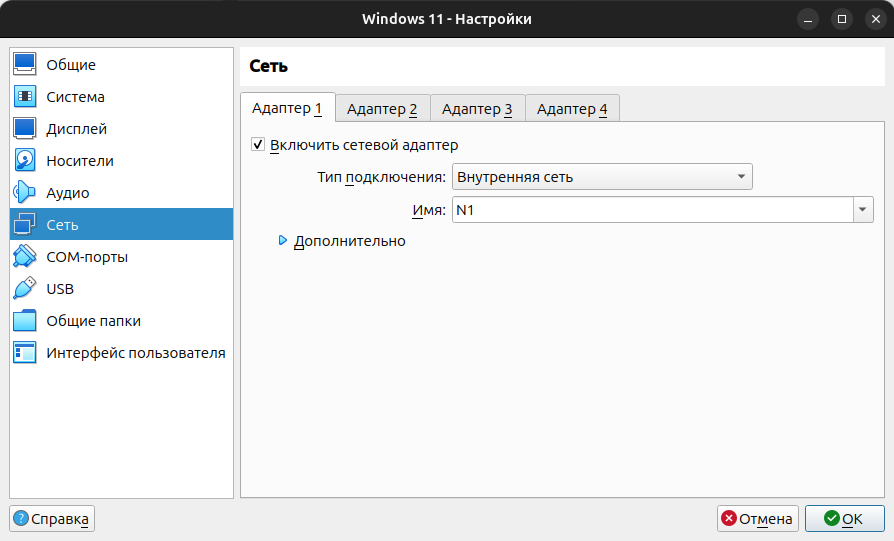 Windows 11 - Настройки
Общие
Система
Дисплей
Носители
Аудио
Сеть
COM-порты
USB
Общие папки
Интерфейс пользователя
Сеть
Адаптер 1
Адаптер 2
Адаптер 3
Адаптер 4
Включить сетевой адаптер
Тип подключения: Внутренняя сеть
Имя: N1
Дополнительно
Справка
Отмена
OK